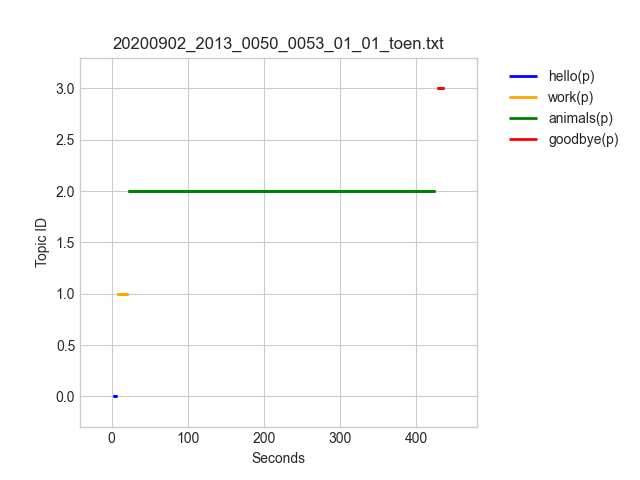 20200902_2013_0050_0053_01_01_toen.txt
hello(p)
work(p)
animals(p)
goodbye(p)
Topic ID
3.0
2.5
2.0
1.5
1.0
0.5
0.0
0 100 200 300 400
Seconds